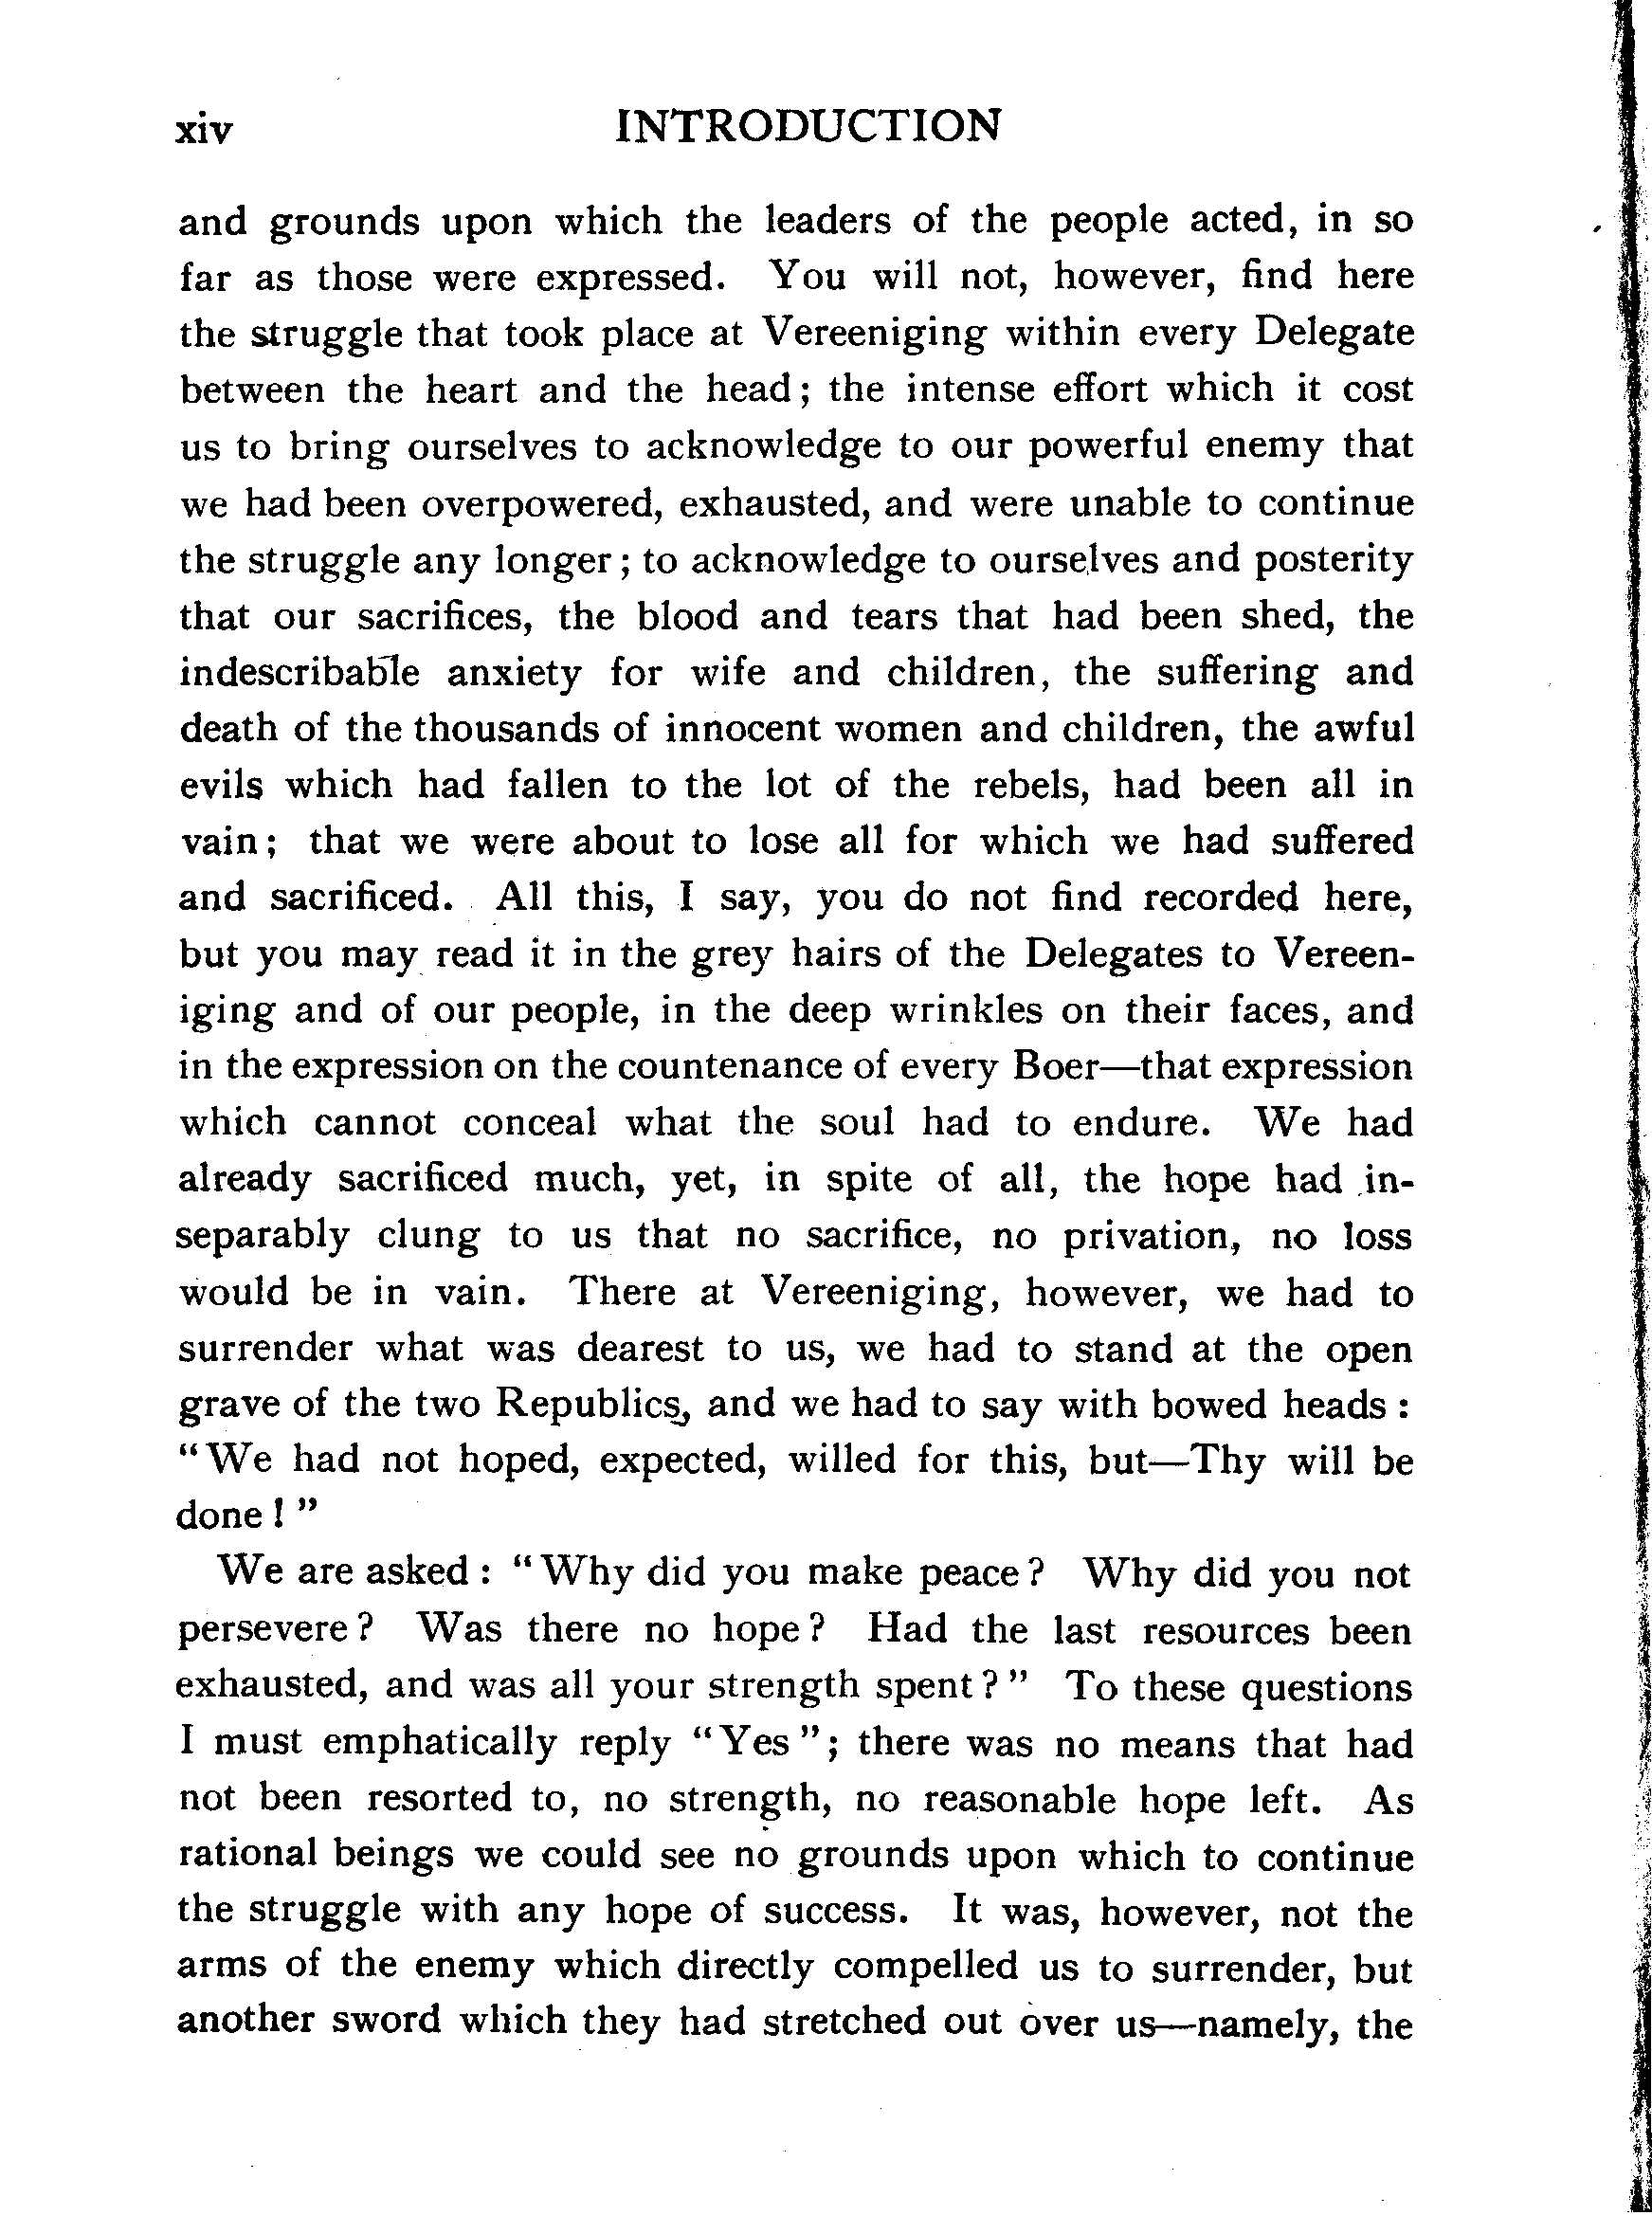 xiv INTRODUCTION
and grounds upon which the leaders of the people acted, in so
far as those were expressed. You will not, however, find here
the struggle that took place at Vereeniging within every Delegate
between the heart and the head; the intense effort which it cost
us to bring ourselves to acknowledge to our powerful enemy that
we had been overpowered, exhausted, and were unable to continue
the struggle any longer; to acknowledge to ourselves and posterity
that our sacrifices, the blood and tears that had been shed, the
indescribable anxiety for wife and children, the suffering and
death of the thousands of innocent women and children, the awful
evils which had fallen to the lot of the rebels, had been all in
vain; that we were about to lose all for which we had suffered
and sacrificed. All this, I say, you do not find recorded here,
but you may read it in the grey hairs of the Delegates to Vereen-
iging and of our people, in the deep wrinkles on their faces, and
in the expression on the countenance of every Boer—that expression
which cannot conceal what the soul had to endure. We had
already sacrificed much, yet, in spite of all, the hope had in-
separably clung to us that no sacrifice, no privation, no loss
would be in vain. There at Vereeniging, however, we had to
surrender what was dearest to us, we had to stand at the open
grave of the two Republics, and we had to say with bowed heads:
"We had not hoped, expected, willed for this, but—Thy will be
done!"
We are asked: "Why did you make peace? Why did you not
persevere? Was there no hope? Had the last resources been
exhausted, and was all your strength spent?" To these questions
I must emphatically reply "Yes"; there was no means that had
not been resorted to, no strength, no reasonable hope left. As
rational beings we could see no grounds upon which to continue
the struggle with any hope of success. It was, however, not the
arms of the enemy which directly compelled us to surrender, but
another sword which they had stretched out over us—namely, the